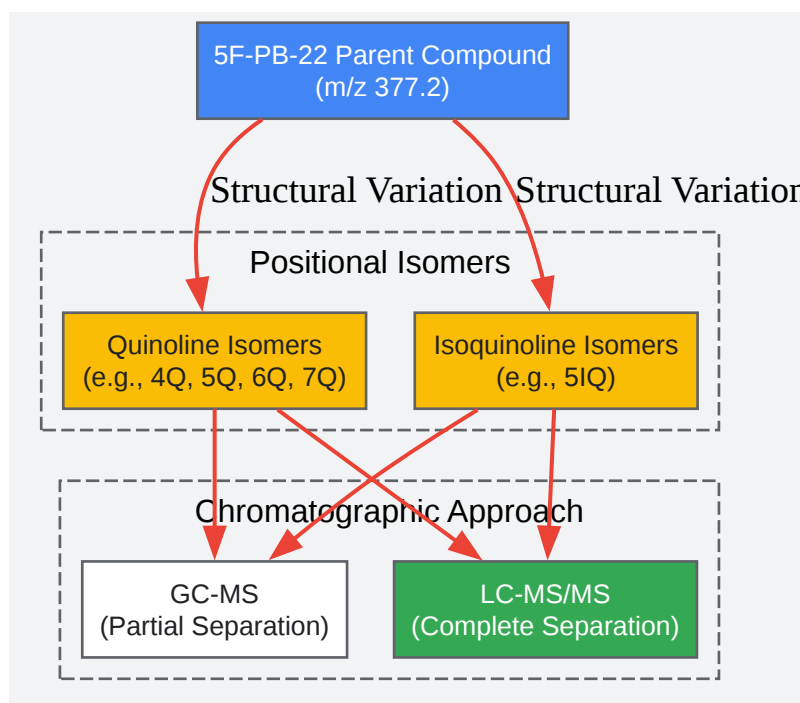 5F-PB-22 Parent Compound
(m/z 377.2)
Structural Variation
Structural Variation
Positional Isomers
Quinoline Isomers
(e.g., 4Q, 5Q, 6Q, 7Q)
Isoquinoline Isomers
(e.g., 5IQ)
Chromatographic Approach
GC-MS
(Partial Separation)
LC-MS/MS
(Complete Separation)